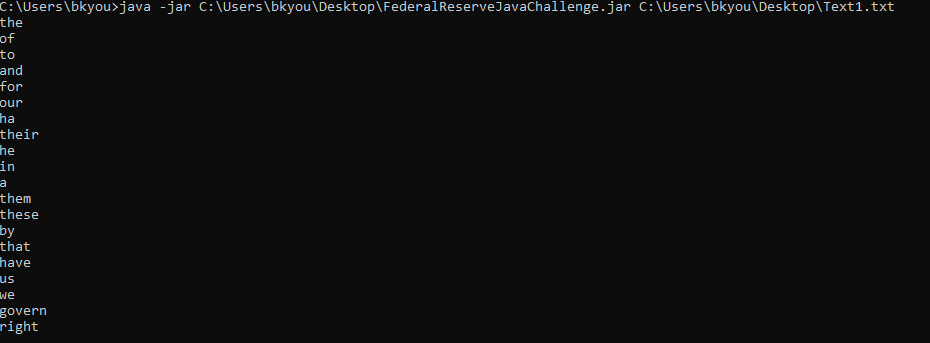 C:\Users\bkyou>java -jar C:\Users\bkyou\Desktop\FederalReserveJavaChallenge.jar C:\Users\bkyou\Desktop\Text1.txt
the
of
to
and
for
our
ha
their
he
in
a
them
these
by
that
have
us
we
govern
right